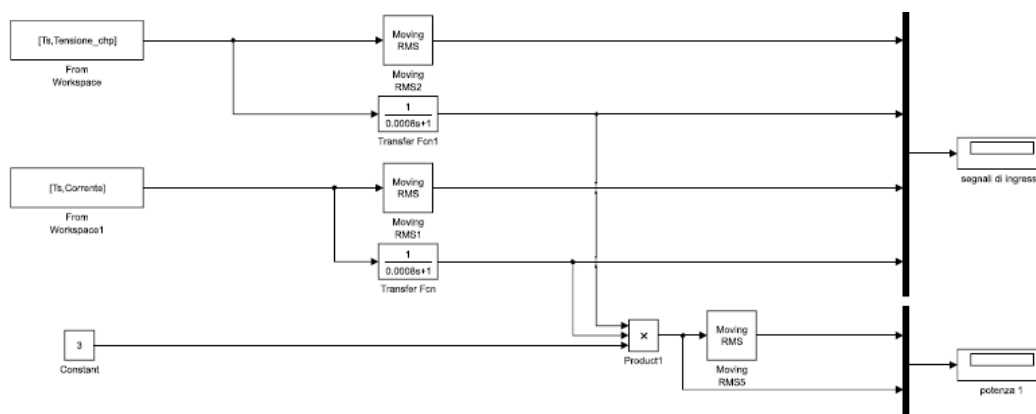 [Ts,Tensione_chp]
From
Workspace
Moving
RMS
Moving
RMS2
1
0.0008s+1
Transfer Fcn1
[Ts,Corrente]
From
Workspace1
Moving
RMS
Moving
RMS1
1
0.0008s+1
Transfer Fcn
segnali di ingress
3
Constant
×
Product1
Moving
RMS
Moving
RMS5
potenza 1